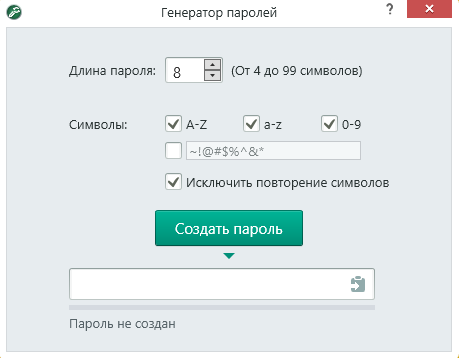 Генератор паролей ?
Длина пароля: 8 (От 4 до 99 символов)
Символы: A-Z a-z 0-9
~!@#$%^&*
Исключить повторение символов
Создать пароль
Пароль не создан